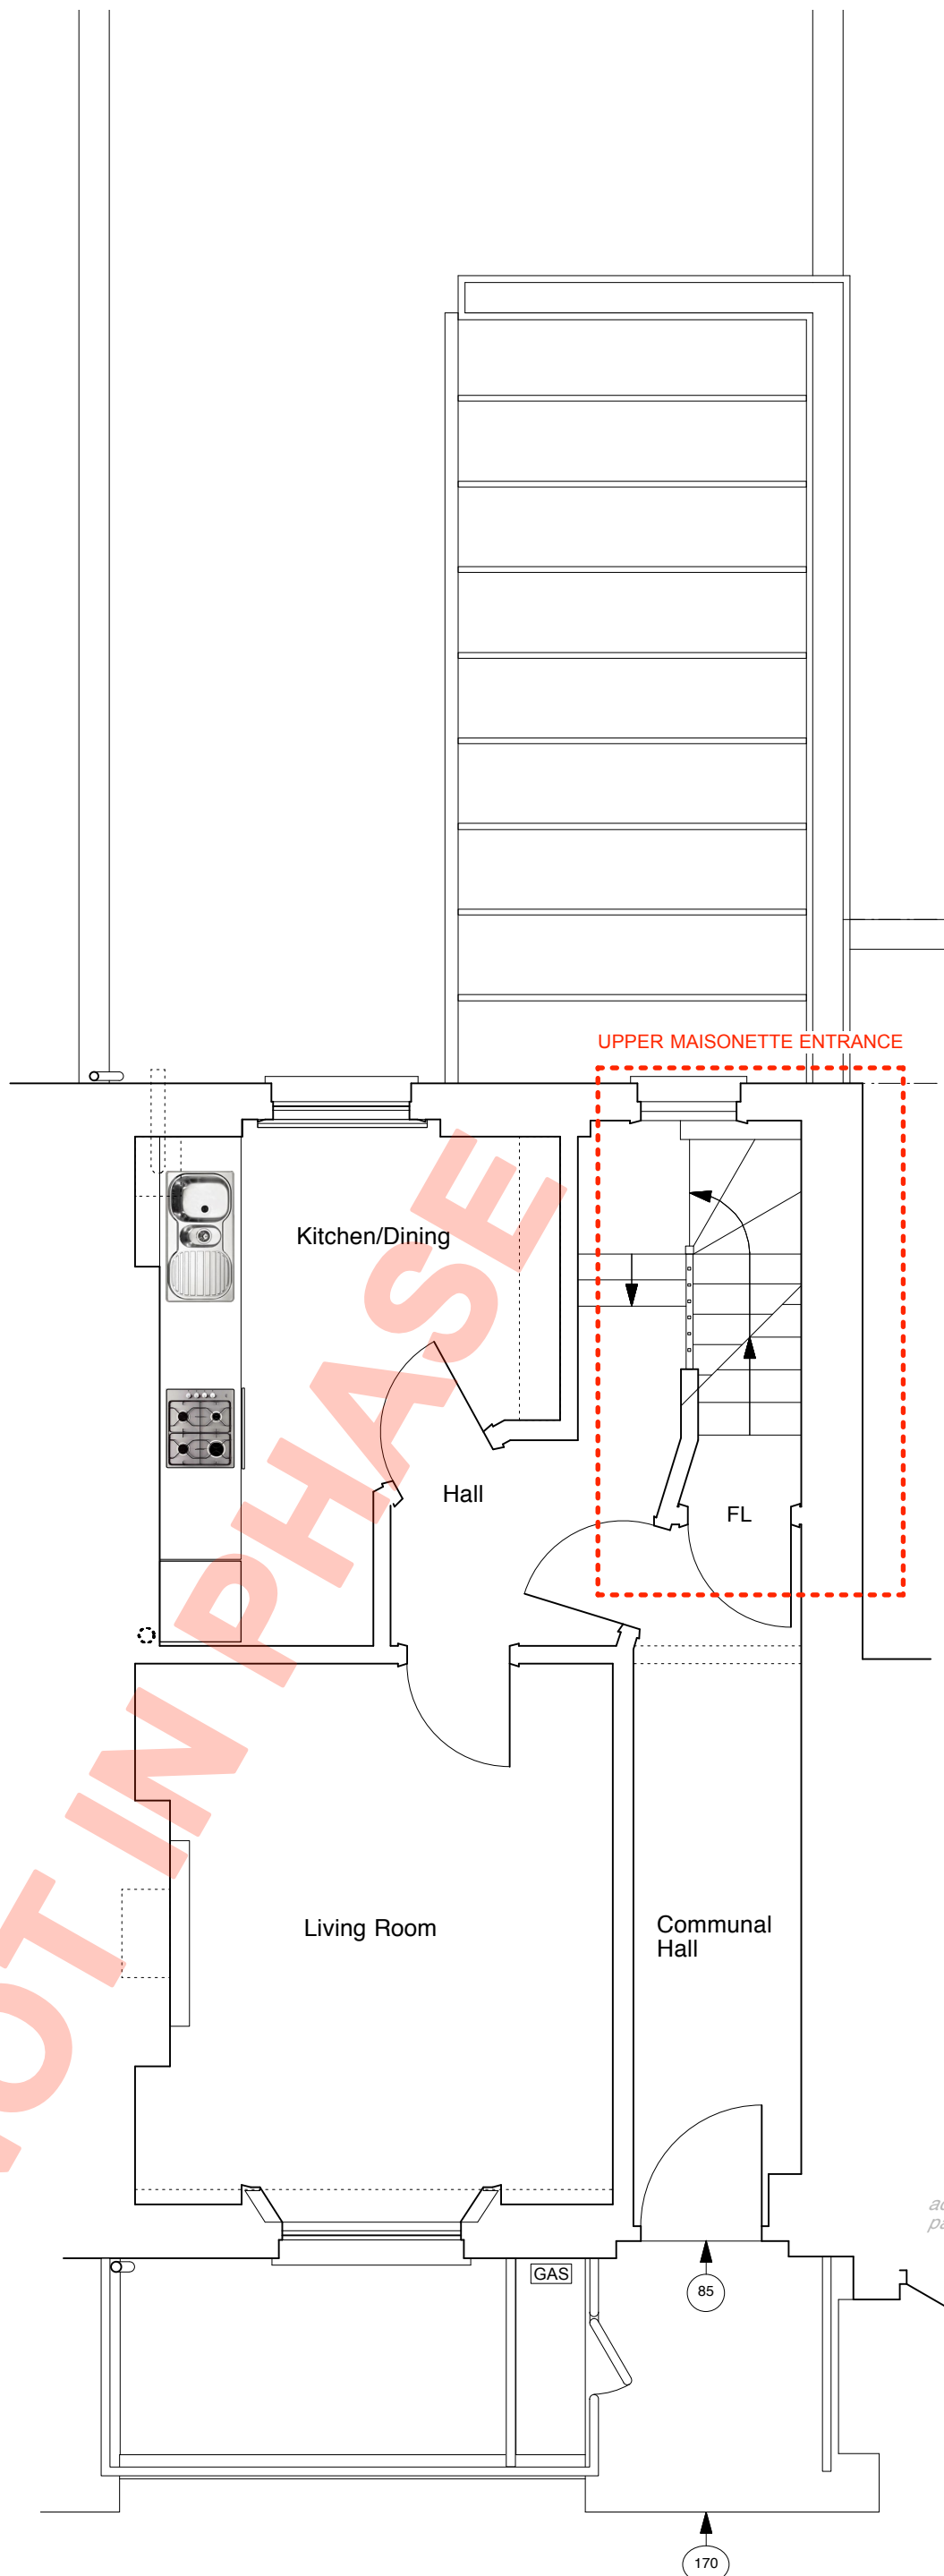 UPPER MAISONETTE ENTRANCE
Kitchen/Dining
Hall
FL
NOT IN PHASE
Living Room
Communal
Hall
GAS
85
170